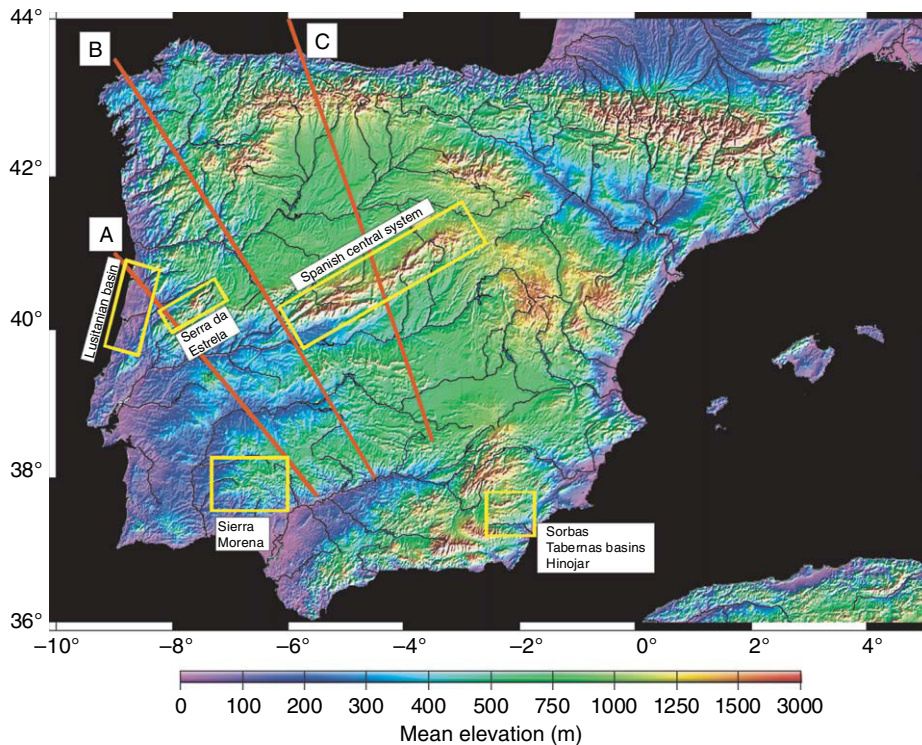 44°
B
C
42°
A
Spanish central system
Lusitanian basin
40°
Serra da
Estrela
38°
Sierra
Morena
Sorbas
Tabernas basins
Hinojar
36°
–10° –8° –6° –4° –2° 0° 2° 4°
0 100 200 300 400 500 750 1000 1250 1500 3000
Mean elevation (m)